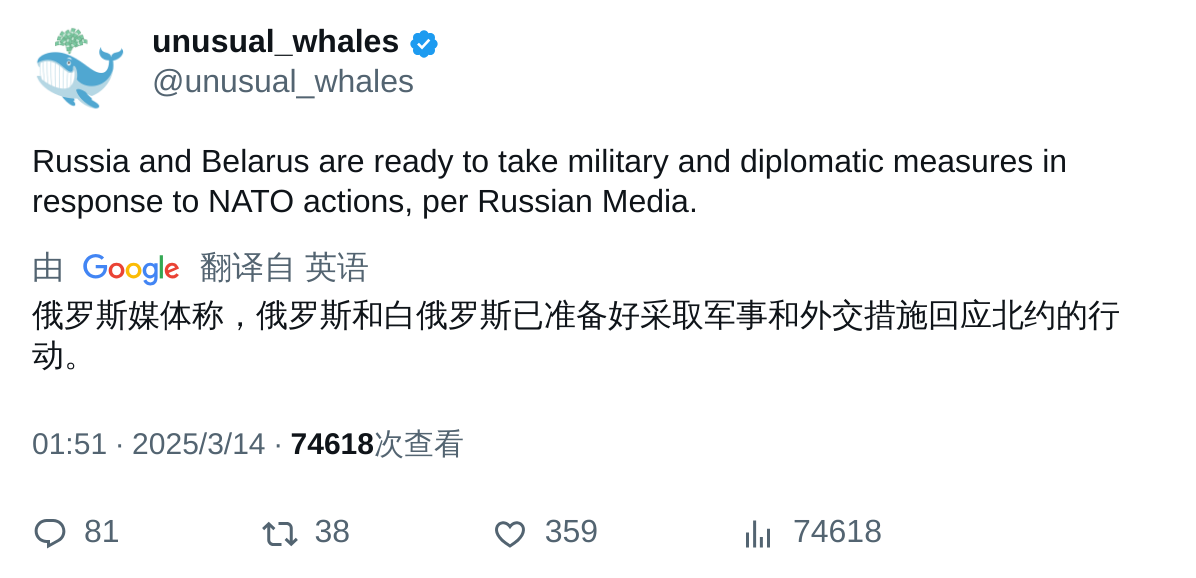 unusual_whales
@unusual_whales
Russia and Belarus are ready to take military and diplomatic measures in
response to NATO actions, per Russian Media.
由 Google 翻译自 英语
俄罗斯媒体称，俄罗斯和白俄罗斯已准备好采取军事和外交措施回应北约的行
动。
01:51 · 2025/3/14 · 74618次查看
81 38 359 74618